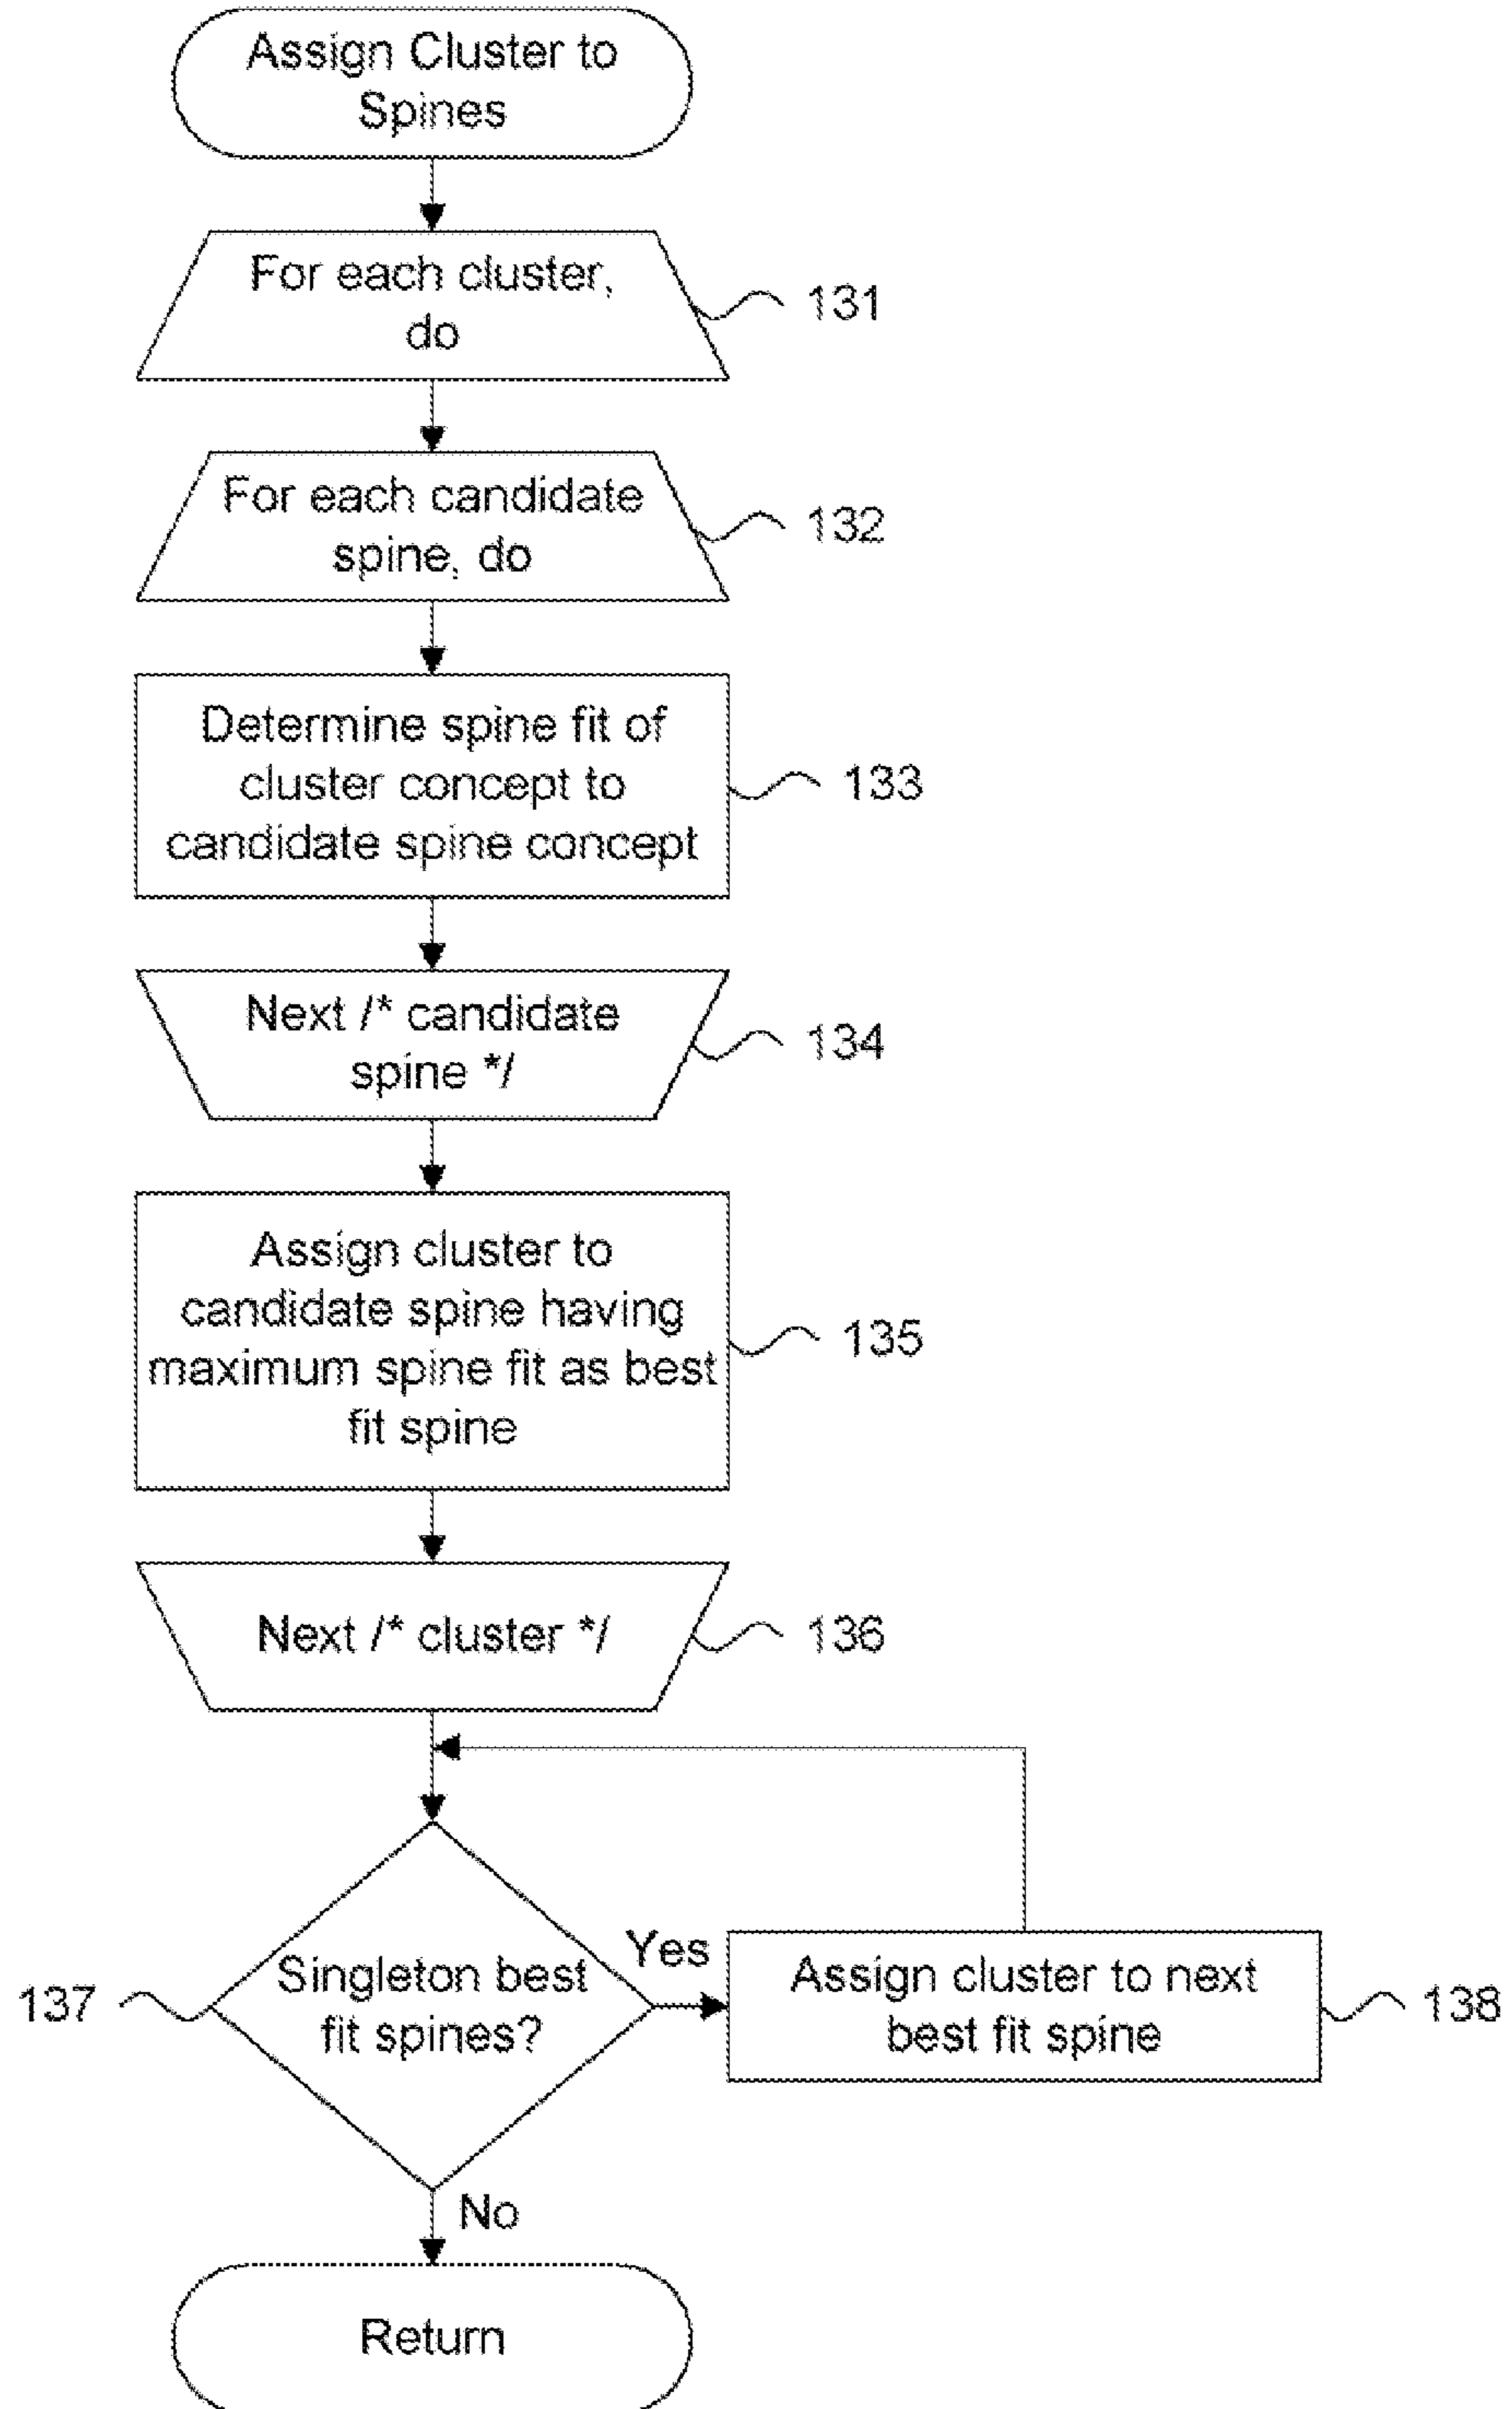 Assign Cluster to
Spines
For each cluster,
do
131
For each candidate
spine, do
132
Determine spine fit of
cluster concept to
candidate spine concept
133
Next /* candidate
spine */
134
Assign cluster to
candidate spine having
maximum spine fit as best
fit spine
135
Next /* cluster */
136
137
Singleton best
fit spines?
Yes
Assign cluster to next
best fit spine
138
No
Return